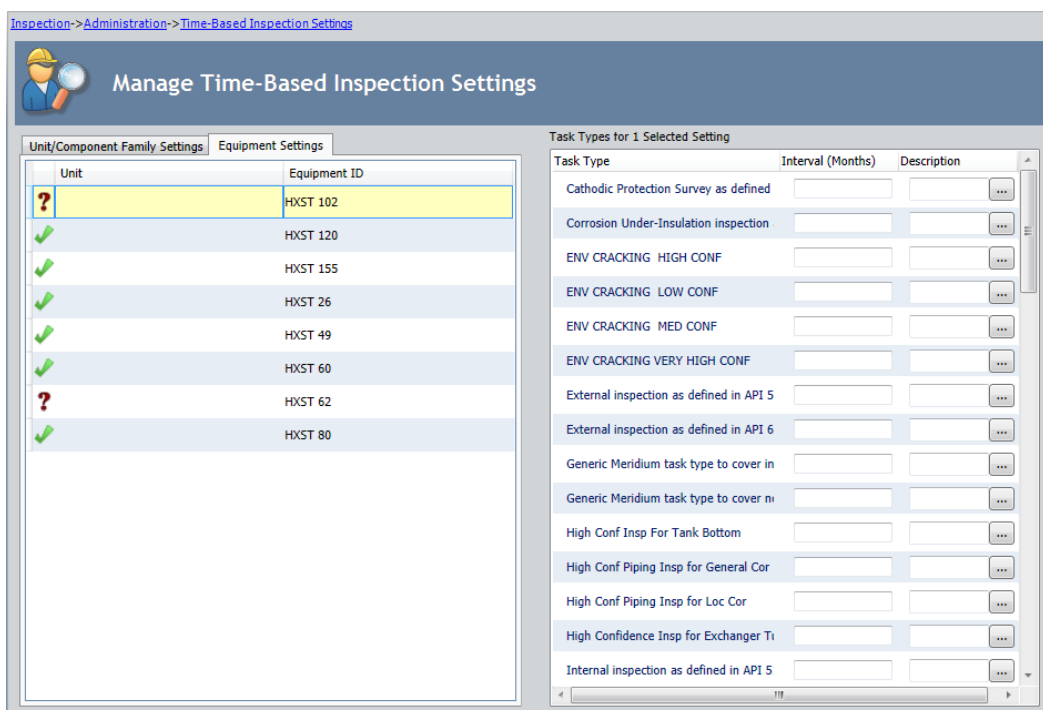 Inspection->Administration->Time-Based Inspection Settings
Manage Time-Based Inspection Settings
Unit/Component Family Settings Equipment Settings
Unit Equipment ID
? HXST 102
HXST 120
HXST 155
HXST 26
HXST 49
HXST 60
? HXST 62
HXST 80
Task Types for 1 Selected Setting
Task Type Interval (Months) Description
Cathodic Protection Survey as defined ...
Corrosion Under-Insulation inspection ...
ENV CRACKING HIGH CONF ...
ENV CRACKING LOW CONF ...
ENV CRACKING MED CONF ...
ENV CRACKING VERY HIGH CONF ...
External inspection as defined in API 5 ...
External inspection as defined in API 6 ...
Generic Meridium task type to cover in ...
Generic Meridium task type to cover ...
High Conf Insp For Tank Bottom ...
High Conf Piping Insp for General Cor ...
High Conf Piping Insp for Loc Cor ...
High Confidence Insp for Exchanger ...
Internal inspection as defined in API 5 ...